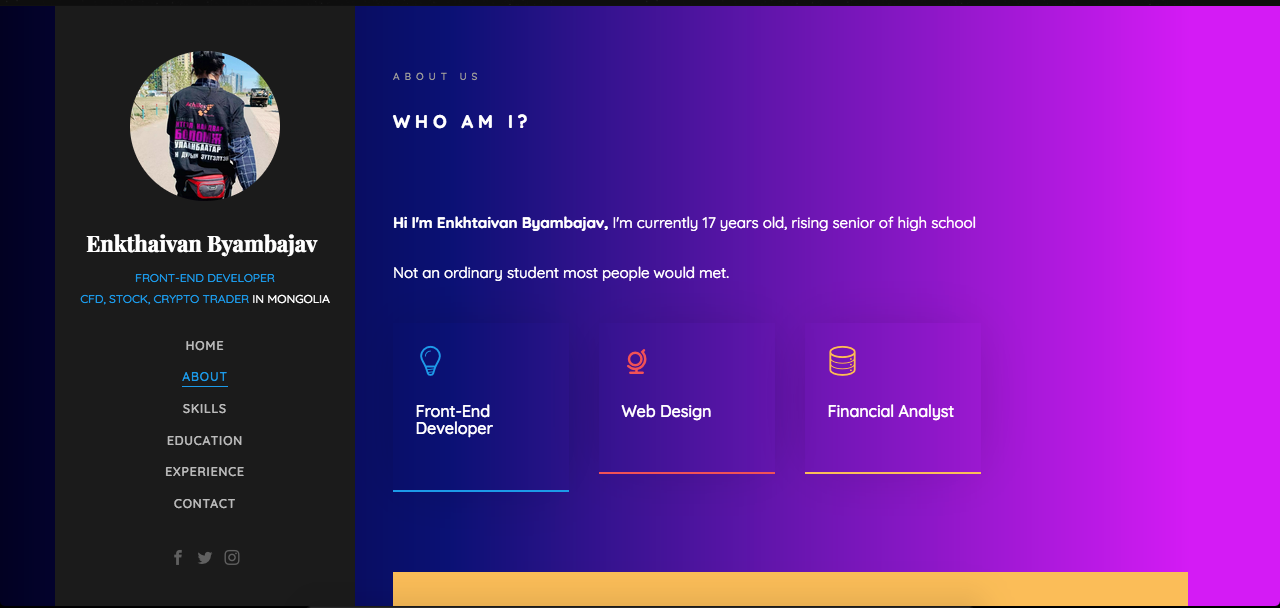 БОЛОМЖ
УЛААНБААТАР
Enkthaivan Byambajav
FRONT-END DEVELOPER
CFD, STOCK, CRYPTO TRADER IN MONGOLIA
HOME
ABOUT
SKILLS
EDUCATION
EXPERIENCE
CONTACT
ABOUT US
WHO AM I?
Hi I'm Enkhtaivan Byambajav, I'm currently 17 years old, rising senior of high school
Not an ordinary student most people would met.
Front-End
Developer
Web Design
Financial Analyst